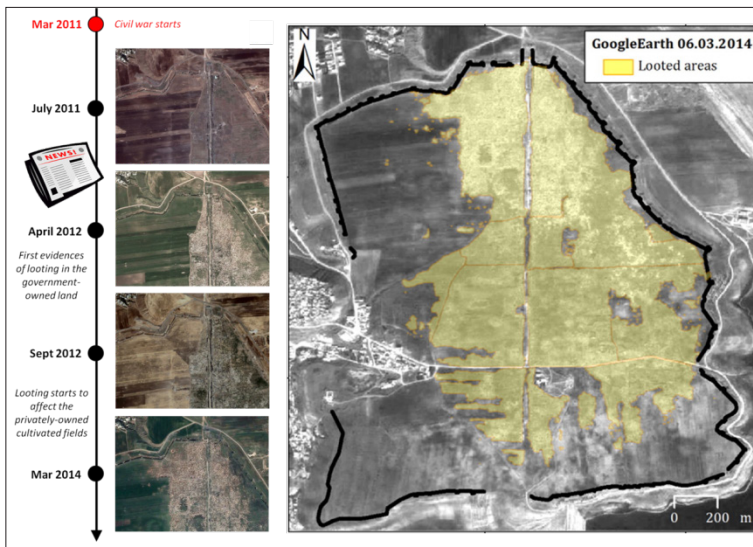 Mar 2011
Civil war starts
July 2011
NEWS!
April 2012
First evidences
of looting in the
government-
owned land
Sept 2012
Looting starts to
affect the
privately-owned
cultivated fields
Mar 2014
N
GoogleEarth 06.03.2014
Looted areas
0 200 m